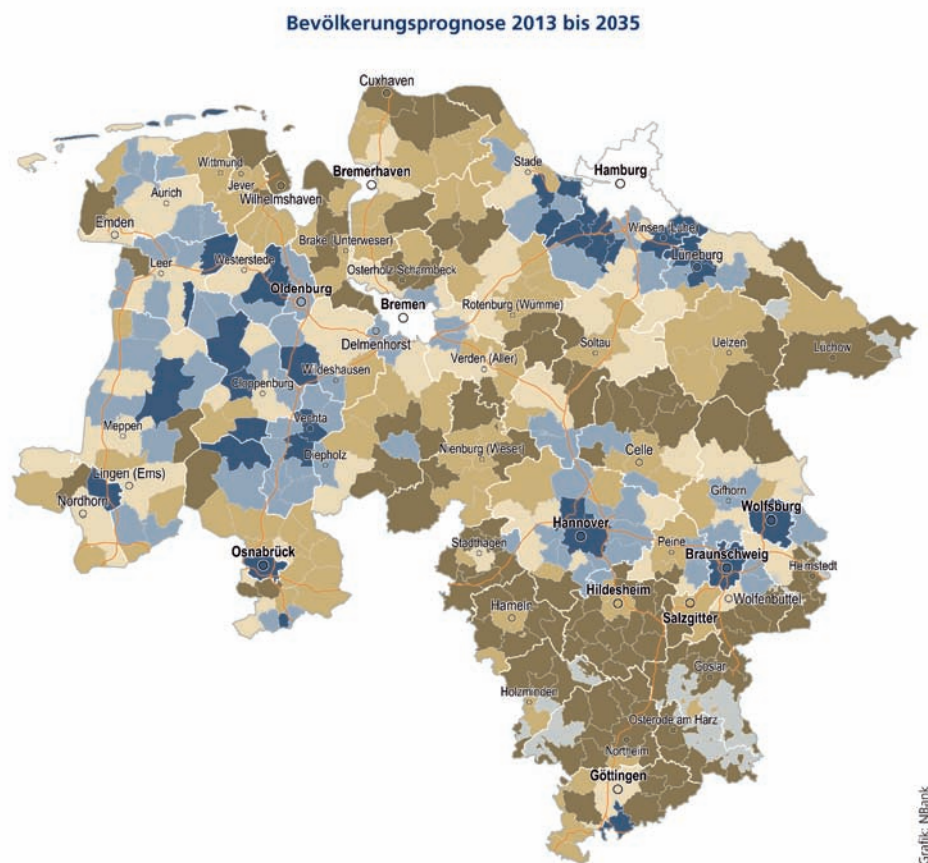 Bevölkerungsprognose 2013 bis 2035
Cuxhaven
Wittmund
Jever
Wilhelmshaven
Bremerhaven
Stade
Hamburg
Aurich
Emden
Brake (Unterweser)
Winsen (Luhe)
Leer
Westerstede
Osterholz-Scharmbeck
Lüneburg
Oldenburg
Bremen
Rotenburg (Wümme)
Delmenhorst
Soltau
Uelzen
Lüchow
Verden (Aller)
Wildeshausen
Cloppenburg
Meppen
Vechta
Nienburg (Weser)
Celle
Diepholz
Lingen (Ems)
Gifhorn
Nordhorn
Wolfsburg
Hannover
Stadthagen
Peine
Braunschweig
Osnabrück
Helmstedt
Hildesheim
Wolfenbüttel
Hameln
Salzgitter
Goslar
Holzminden
Osterode am Harz
Northeim
Göttingen
Grafik: NBank